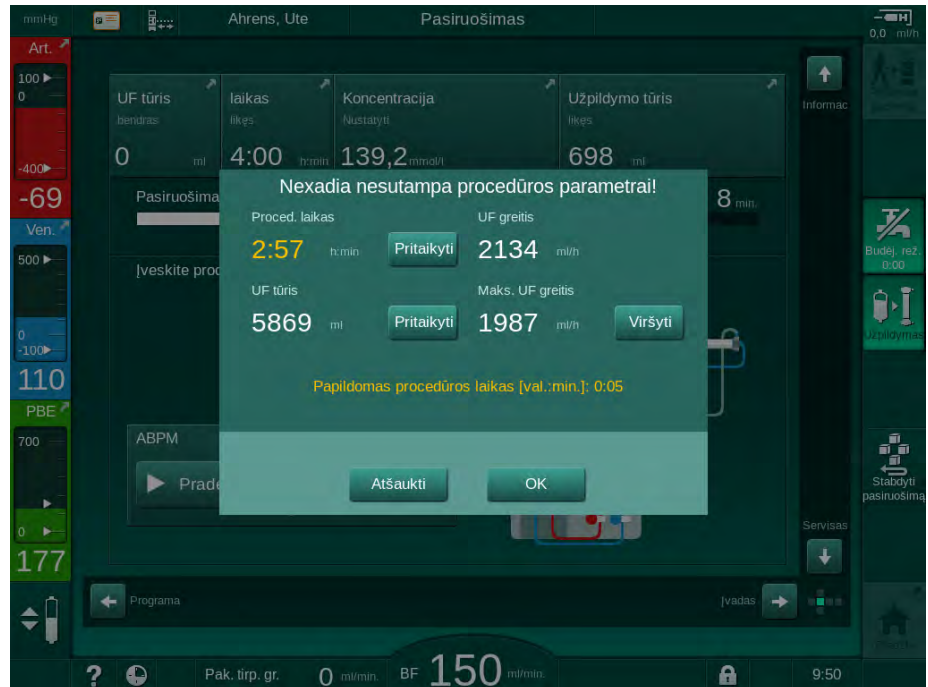 mmHg
Ahrens, Ute
Pasiruošimas
0,0 ml/h
Art.
100
0
-400
-69
Ven.
500
0
-100
110
PBE
700
0
177
UF tūris
bendras
0 ml
laikas
likęs
4:00 h:min
Koncentracija
Nustatyti
139,2 mmol/l
Užpildymo tūris
likęs
698 ml
Informac
Pasiruošima
8 min.
Įveskite proc
Nexadia nesutampa procedūros parametrai!
Proced. laikas
UF greitis
2:57 h:min Pritaikyti 2134 ml/h
UF tūris
Maks. UF greitis
5869 ml Pritaikyti 1987 ml/h Viršyti
Papildomas procedūros laikas [val.:min.]: 0:05
Atšaukti OK
ABPM
Prade
Budėj. rež.
0:00
Užpildymas
Stabdyti
pasiruošimą
Servisas
Programa
Įvadas
? Pak. tirp. gr. 0 ml/min. BF 150 ml/min. 9:50